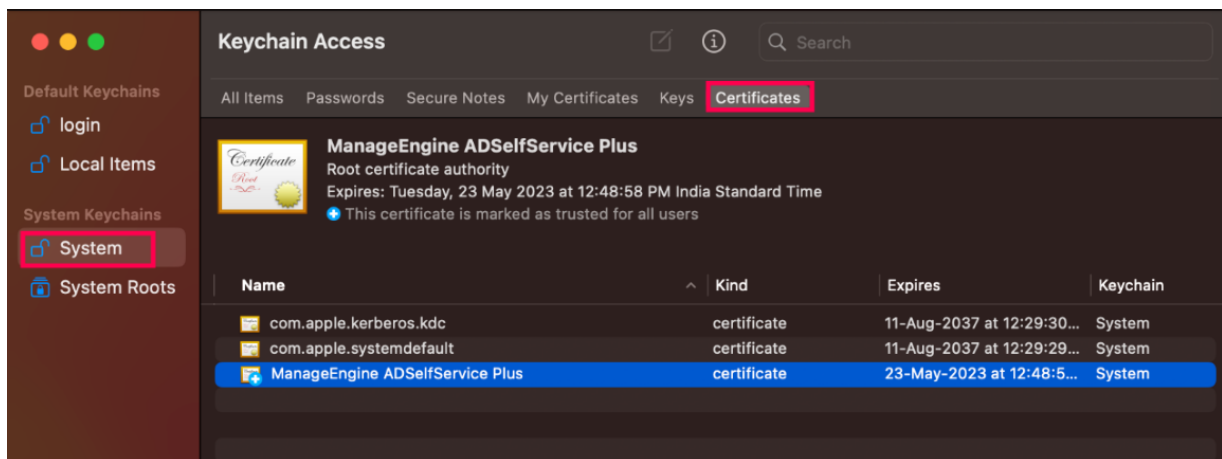 Keychain Access
Search
Default Keychains
login
Local Items
System Keychains
System
System Roots
All Items Passwords Secure Notes My Certificates Keys Certificates
Certificate
Root
ManageEngine ADSelfService Plus
Root certificate authority
Expires: Tuesday, 23 May 2023 at 12:48:58 PM India Standard Time
This certificate is marked as trusted for all users
Name Kind Expires Keychain
com.apple.kerberos.kdc certificate 11-Aug-2037 at 12:29:30... System
com.apple.systemdefault certificate 11-Aug-2037 at 12:29:29... System
ManageEngine ADSelfService Plus certificate 23-May-2023 at 12:48:5... System